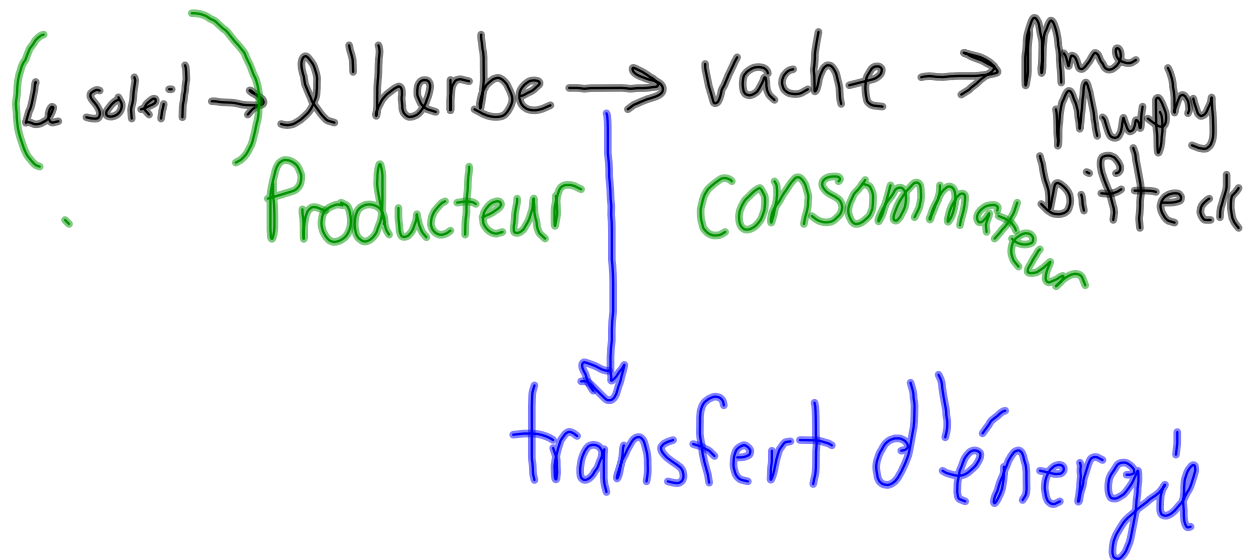 (Le soleil →) l'herbe → vache → Mme
Murphy
bifteck
Producteur
consommateur
transfert d'énergie